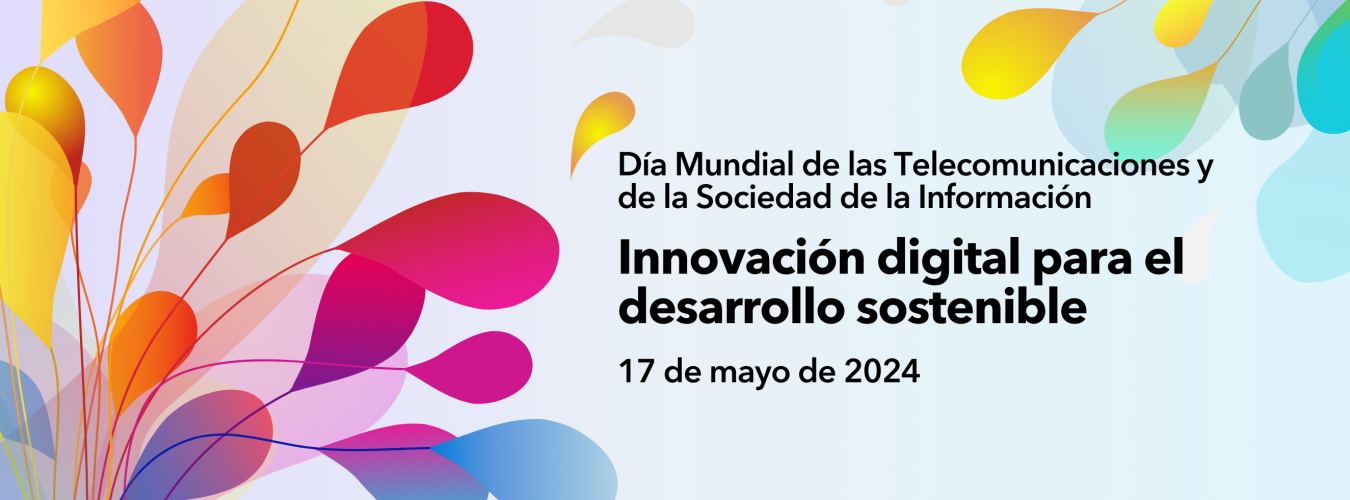 Día Mundial de las Telecomunicaciones y
de la Sociedad de la Información
Innovación digital para el
desarrollo sostenible
17 de mayo de 2024